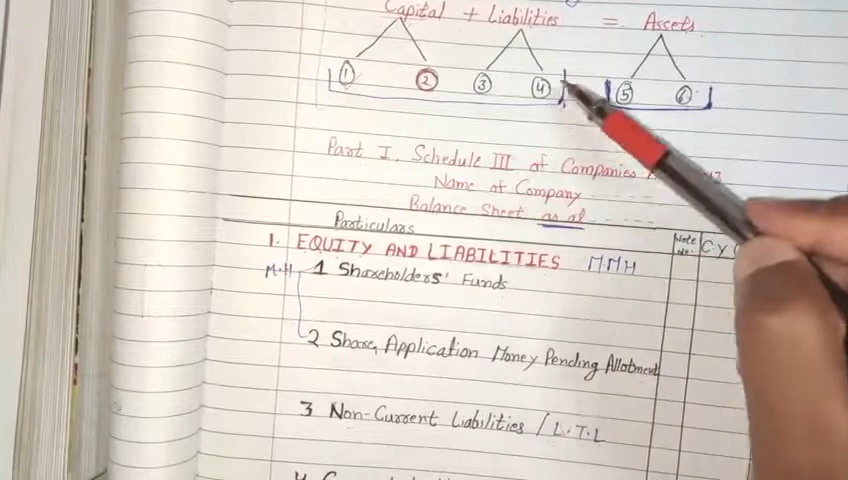 Capital + Liabilities = Assets
1 2 3 4 5 6
Part I. Schedule III of Companies
Name of Company
Balance Sheet as at
Particulars Note No. C.Y
1. EQUITY AND LIABILITIES M.M.H
M.H 1 Shareholders' Funds
2 Share Application Money Pending Allotment
3 Non-Current Liabilities / L.T.L